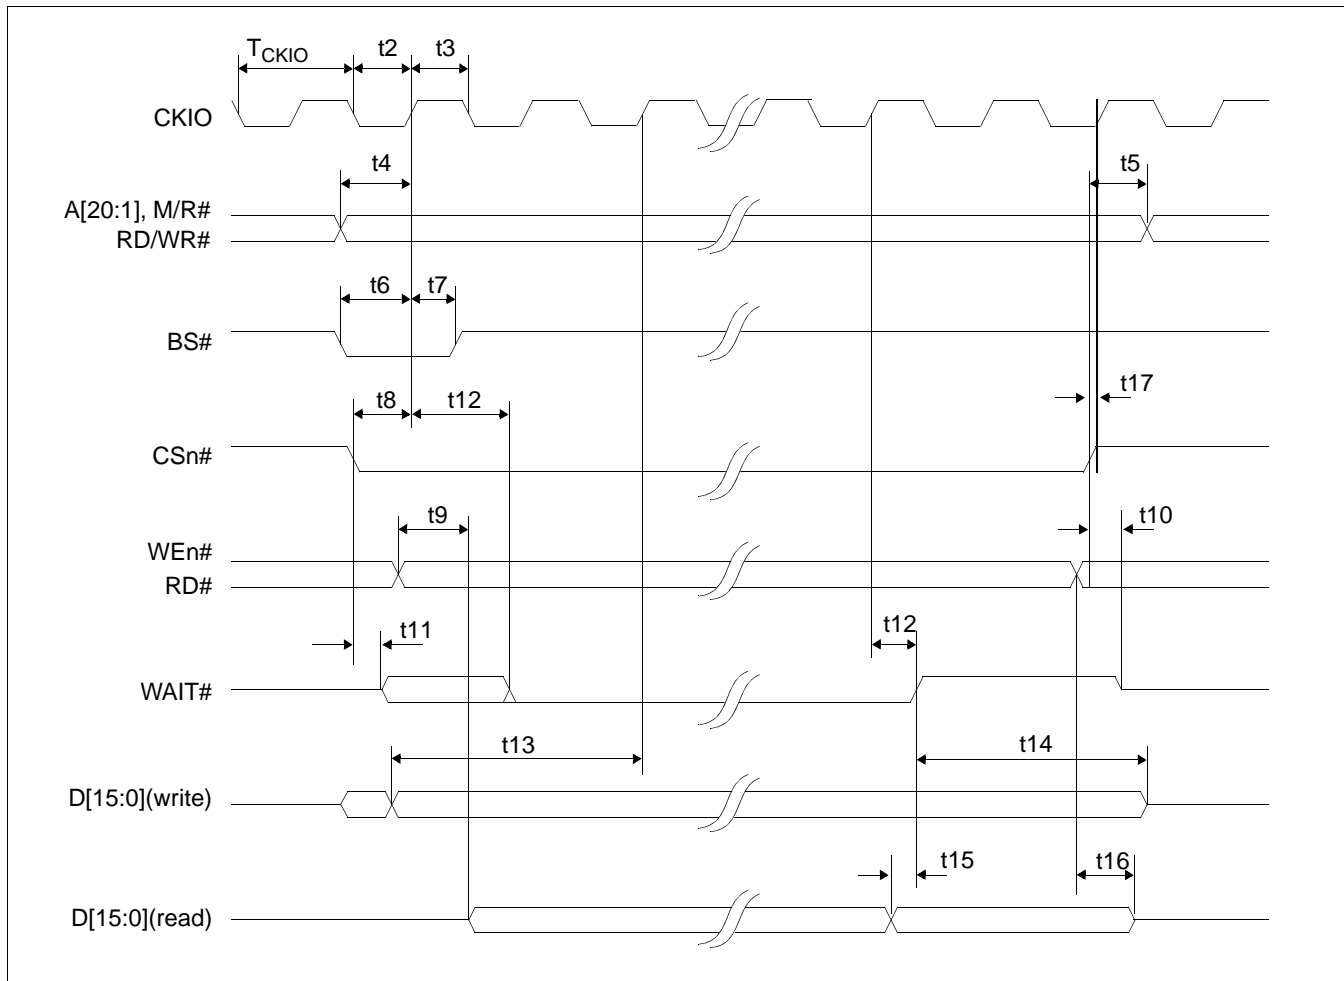 TCKIO t2 t3
CKIO
t4 t5
A[20:1], M/R#
RD/WR#
t6 t7
BS#
t17
t8 t12
CSn#
t9 t10
WEn#
RD#
t11 t12
WAIT#
t13 t14
D[15:0](write)
t15 t16
D[15:0](read)